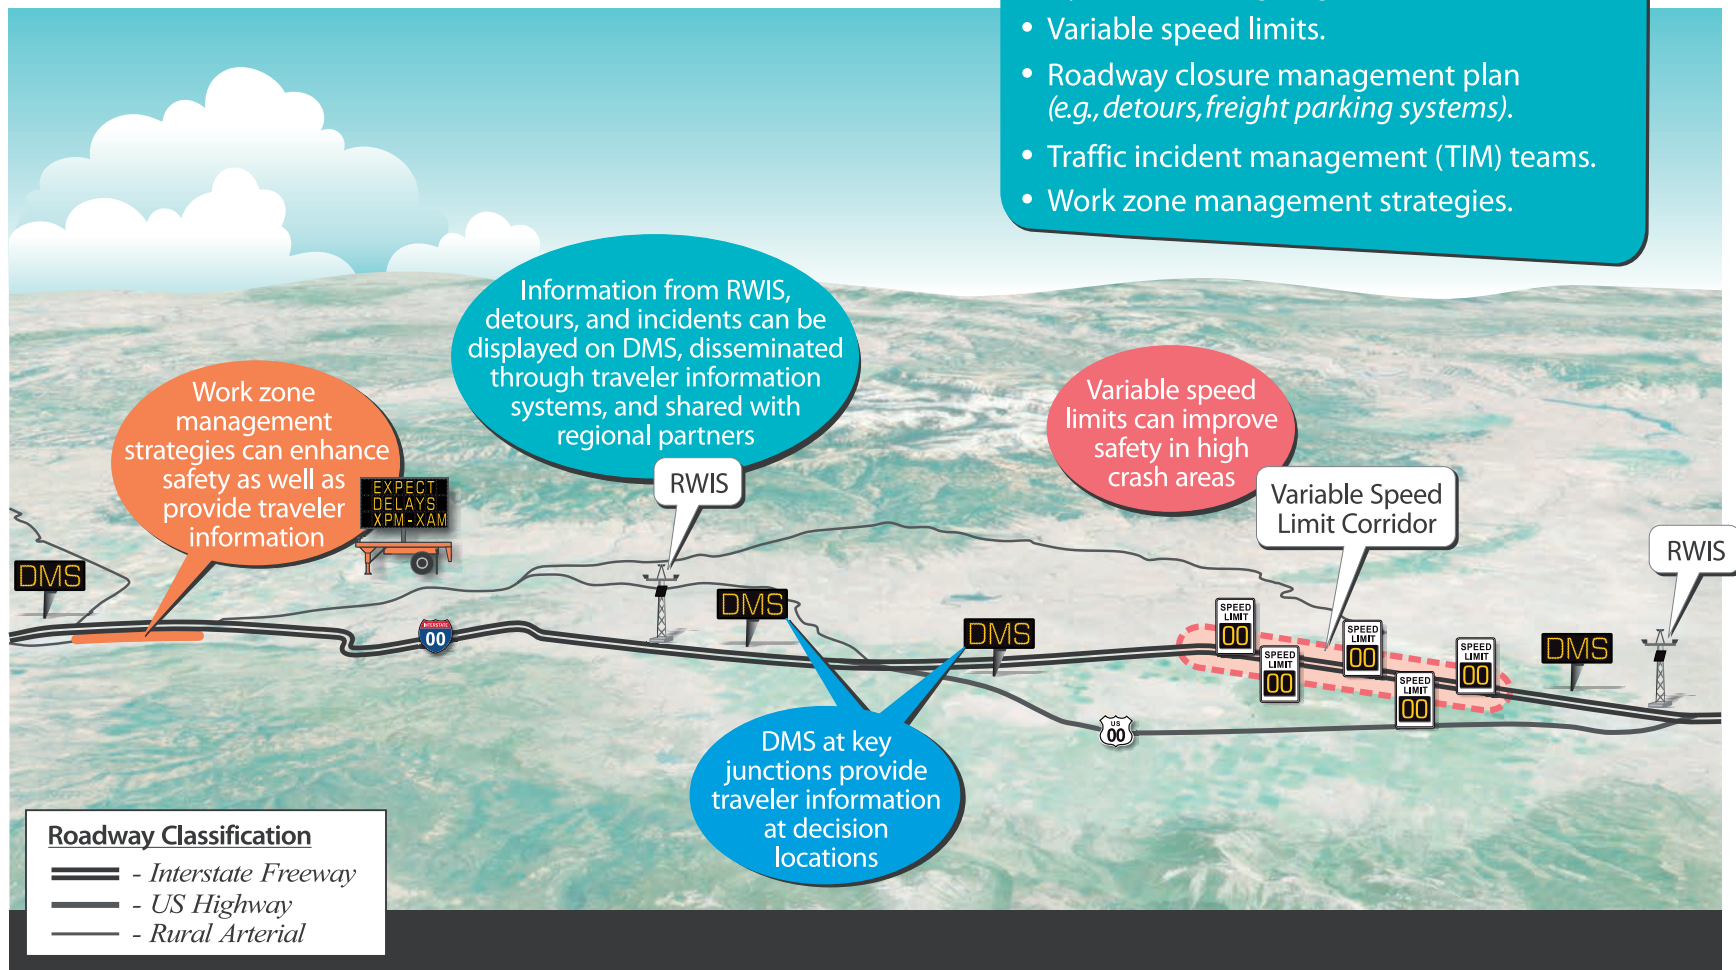 • Variable speed limits.
• Roadway closure management plan
(e.g., detours, freight parking systems).
• Traffic incident management (TIM) teams.
• Work zone management strategies.
Information from RWIS,
detours, and incidents can be
displayed on DMS, disseminated
through traveler information
systems, and shared with
regional partners
Work zone
management
strategies can enhance
safety as well as
provide traveler
information
Variable speed
limits can improve
safety in high
crash areas
EXPECT
DELAYS
XPM-XAM
RWIS
Variable Speed
Limit Corridor
RWIS
DMS
DMS
DMS
DMS
INTERSTATE
00
SPEED
LIMIT
00
SPEED
LIMIT
00
SPEED
LIMIT
00
SPEED
LIMIT
00
SPEED
LIMIT
00
US
00
DMS at key
junctions provide
traveler information
at decision
locations
Roadway Classification
- Interstate Freeway
- US Highway
- Rural Arterial